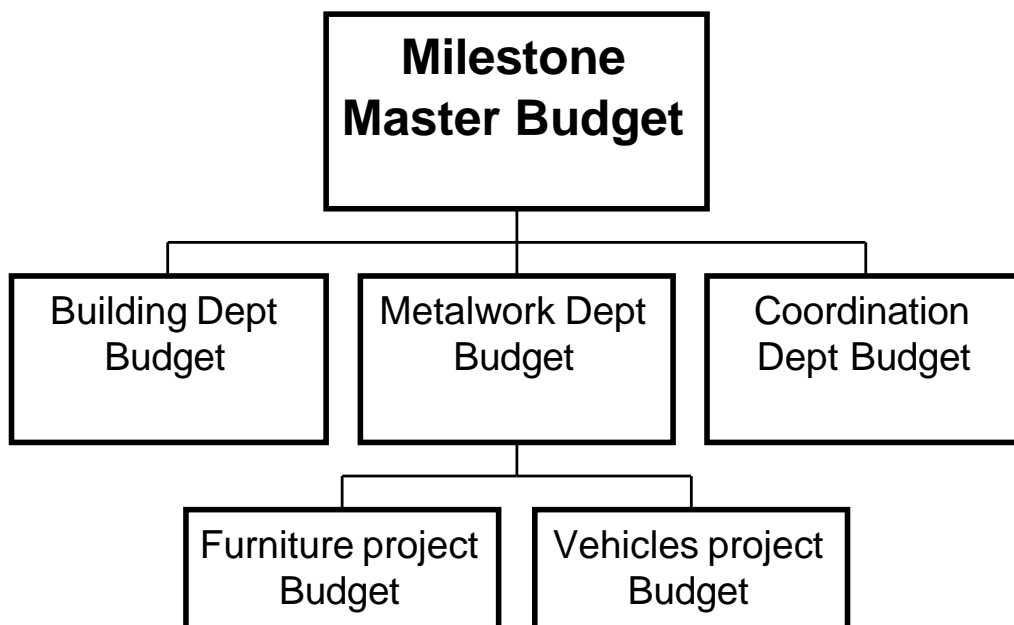 Milestone
Master Budget
Building Dept
Budget
Metalwork Dept
Budget
Coordination
Dept Budget
Furniture project
Budget
Vehicles project
Budget